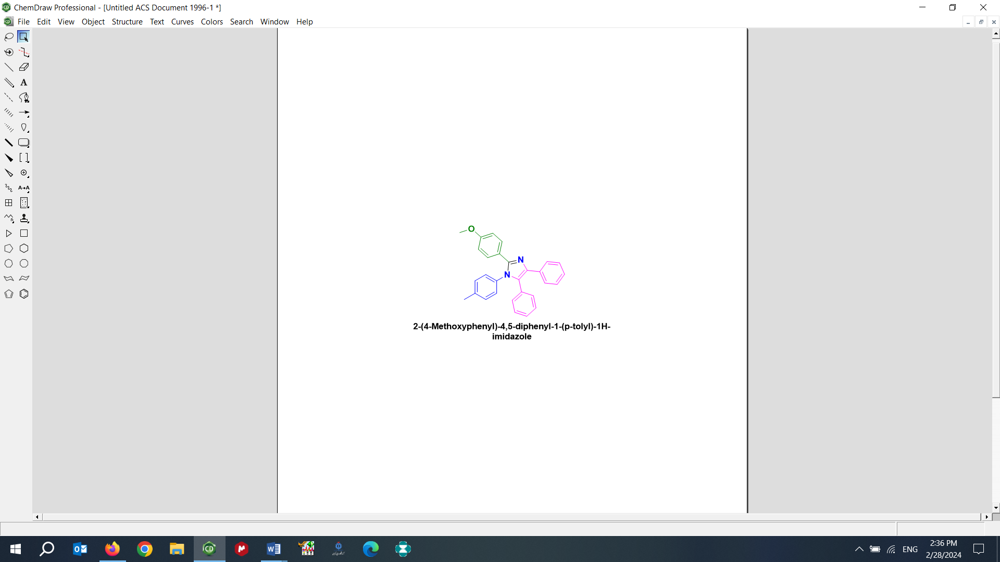 ChemDraw Professional - [Untitled ACS Document 1996-1 *]
File Edit View Object Structure Text Curves Colors Search Window Help
A
A→A
n
O
N
N
2-(4-Methoxyphenyl)-4,5-diphenyl-1-(p-tolyl)-1H-
imidazole
CD
ENG
2:36 PM
2/28/2024